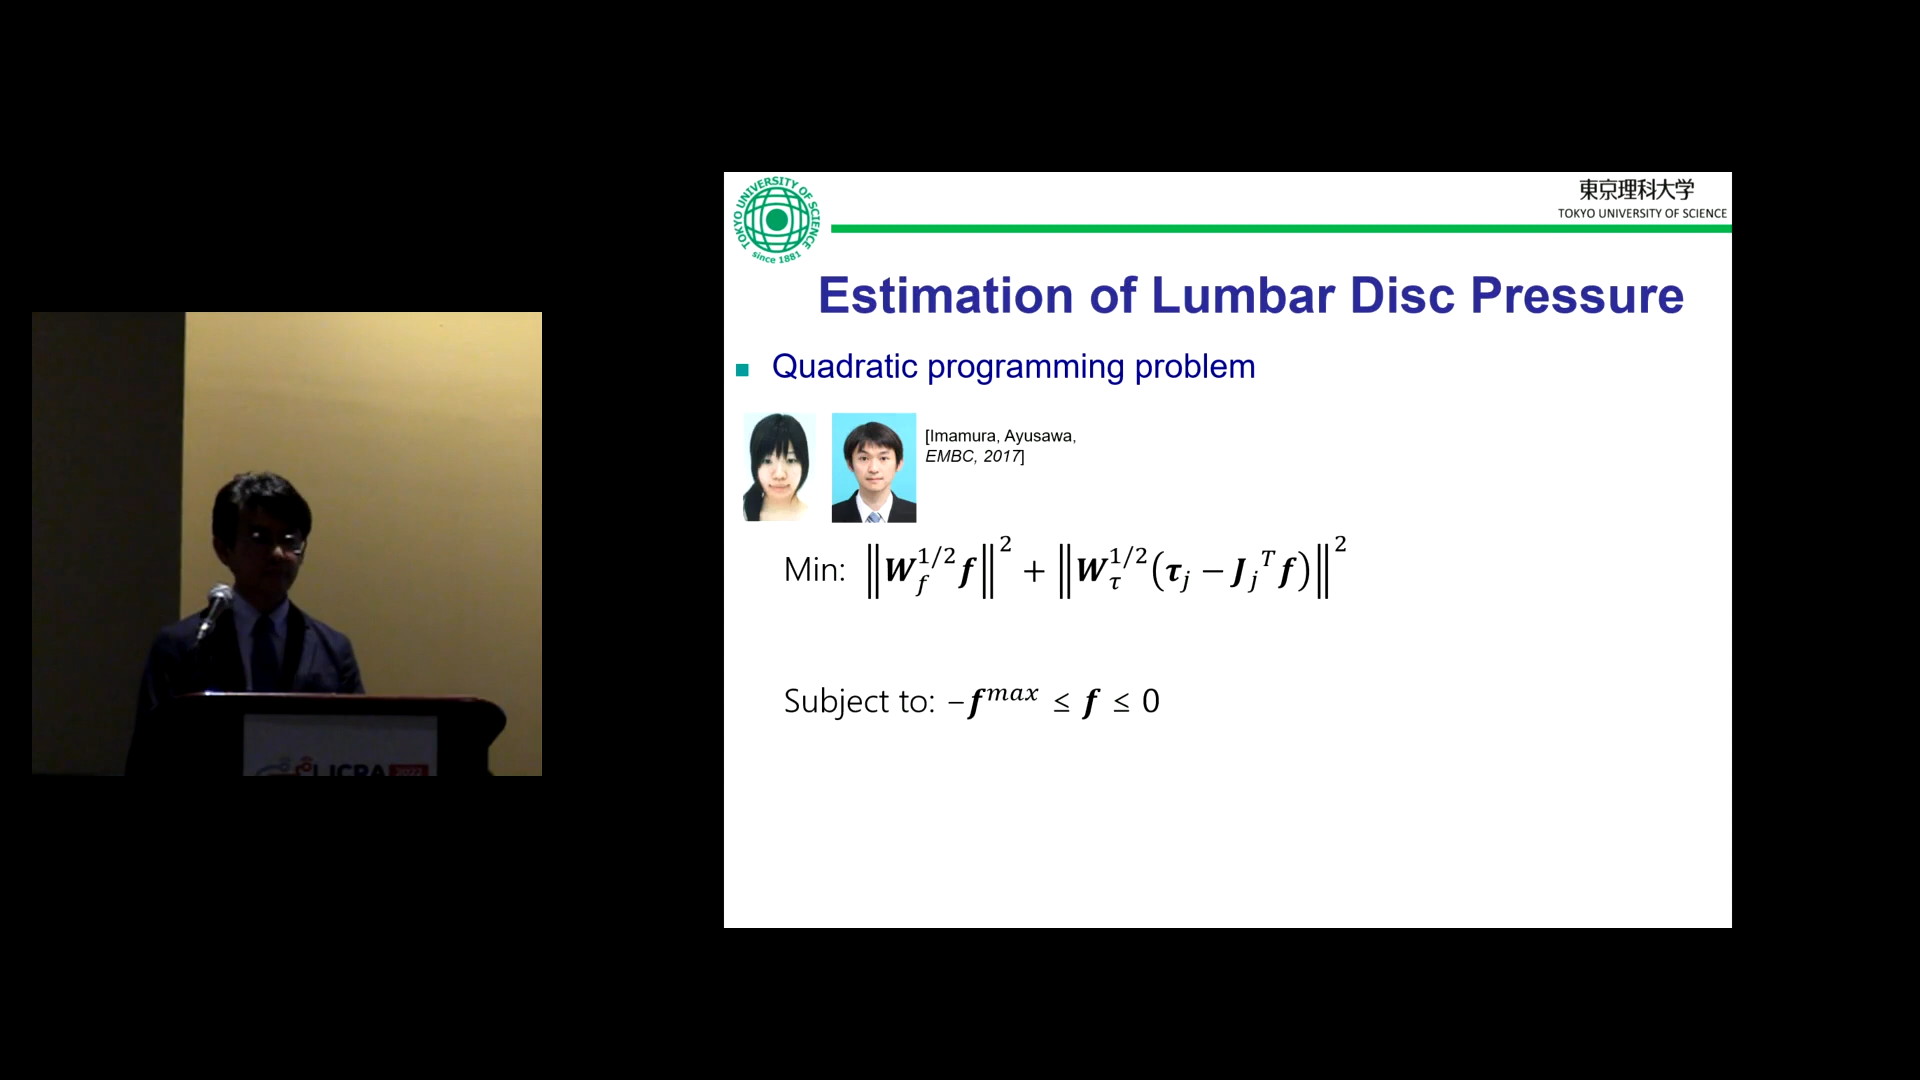 TOKYO UNIVERSITY OF SCIENCE
since 1881
東京理科大学
TOKYO UNIVERSITY OF SCIENCE
Estimation of Lumbar Disc Pressure
Quadratic programming problem
[Imamura, Ayusawa,
EMBC, 2017]
Min: ‖W_f^{1/2} f‖^2 + ‖W_τ^{1/2}(τ_j − J_j^T f)‖^2
Subject to: −f^{max} ≤ f ≤ 0
ICRA 2022